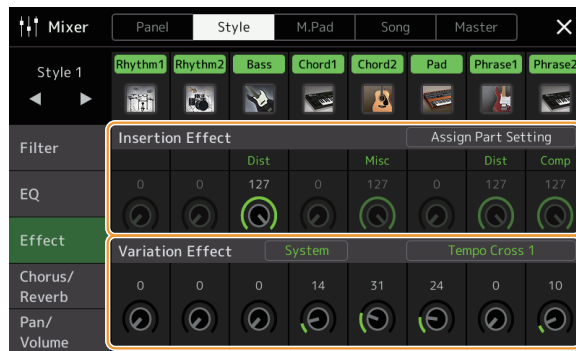 Mixer Panel Style M.Pad Song Master ×
Style 1 Rhythm1 Rhythm2 Bass Chord1 Chord2 Pad Phrase1 Phrase2
Filter
EQ
Effect
Chorus/
Reverb
Pan/
Volume
Insertion Effect Assign Part Setting
Dist Misc Dist Comp
0 0 127 0 127 0 127 127
Variation Effect System Tempo Cross 1
0 0 0 14 31 24 0 10